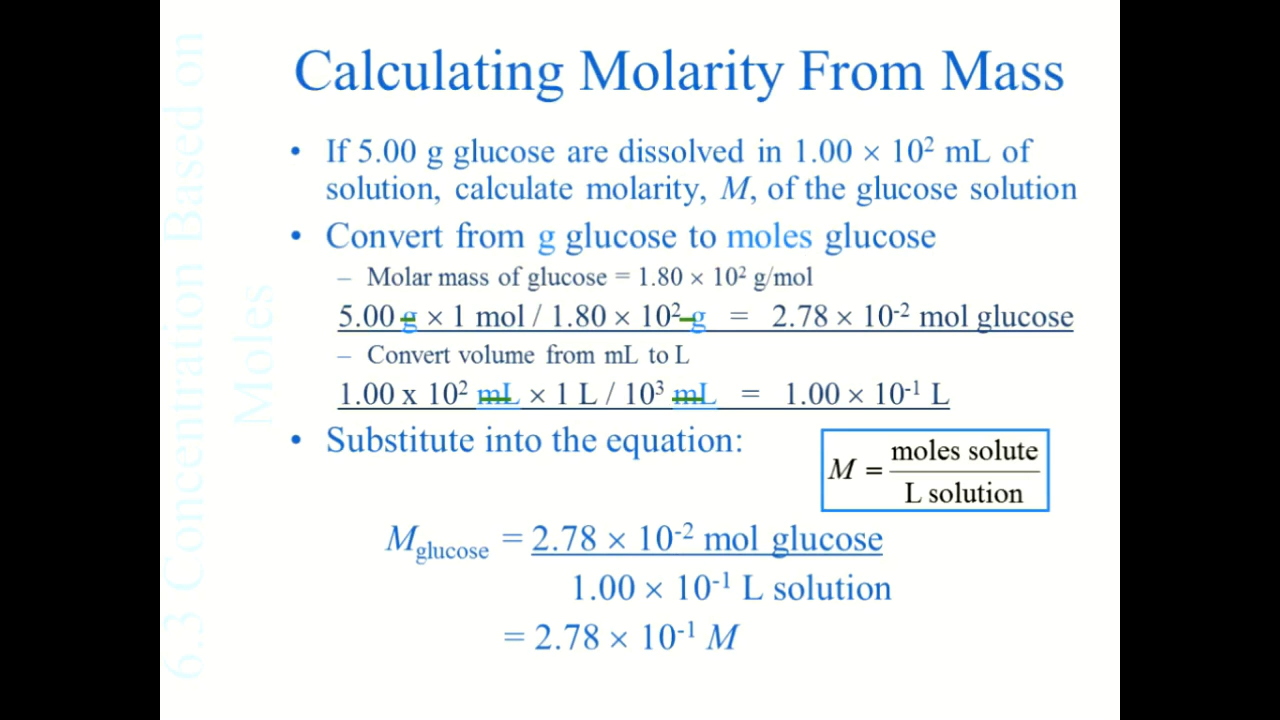 6.3 Concentration Based on
Moles
Calculating Molarity From Mass
• If 5.00 g glucose are dissolved in 1.00 × 10² mL of
solution, calculate molarity, M, of the glucose solution
• Convert from g glucose to moles glucose
– Molar mass of glucose = 1.80 × 10² g/mol
5.00 g × 1 mol / 1.80 × 10² g = 2.78 × 10⁻² mol glucose
– Convert volume from mL to L
1.00 x 10² mL × 1 L / 10³ mL = 1.00 × 10⁻¹ L
• Substitute into the equation:
M = moles solute
L solution
Mglucose = 2.78 × 10⁻² mol glucose
1.00 × 10⁻¹ L solution
= 2.78 × 10⁻¹ M